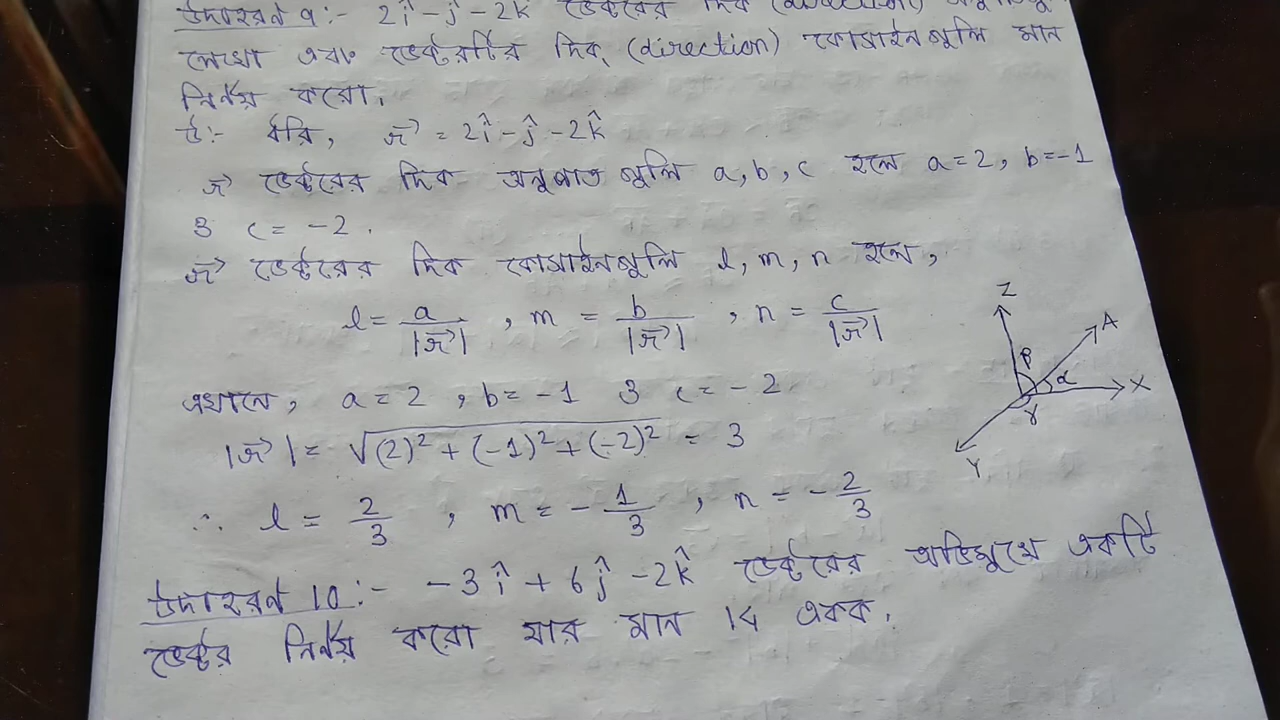 উদাহরণ 9:- 2î - ĵ - 2k̂ ভেক্টরের দিক (direction)
লেখো এবং ভেক্টরটির দিক্ (direction) কোসাইনগুলি মান
নির্ণয় করো।
উ:- ধরি, r⃗ = 2î - ĵ - 2k̂
r⃗ ভেক্টরের দিক অনুপাত গুলি a, b, c হলে a = 2, b = -1
ও c = -2.
r⃗ ভেক্টরের দিক কোসাইনগুলি l, m, n হলে,
l = a/|r⃗| , m = b/|r⃗| , n = c/|r⃗|
এখানে, a = 2 , b = -1 ও c = -2
|r⃗| = √(2)² + (-1)² + (-2)² = 3
∴ l = 2/3 , m = - 1/3 , n = - 2/3
Z A β α X γ Y
উদাহরণ 10:- -3î + 6ĵ - 2k̂ ভেক্টরের অভিমুখে একটি
ভেক্টর নির্ণয় করো যার মান 14 একক।